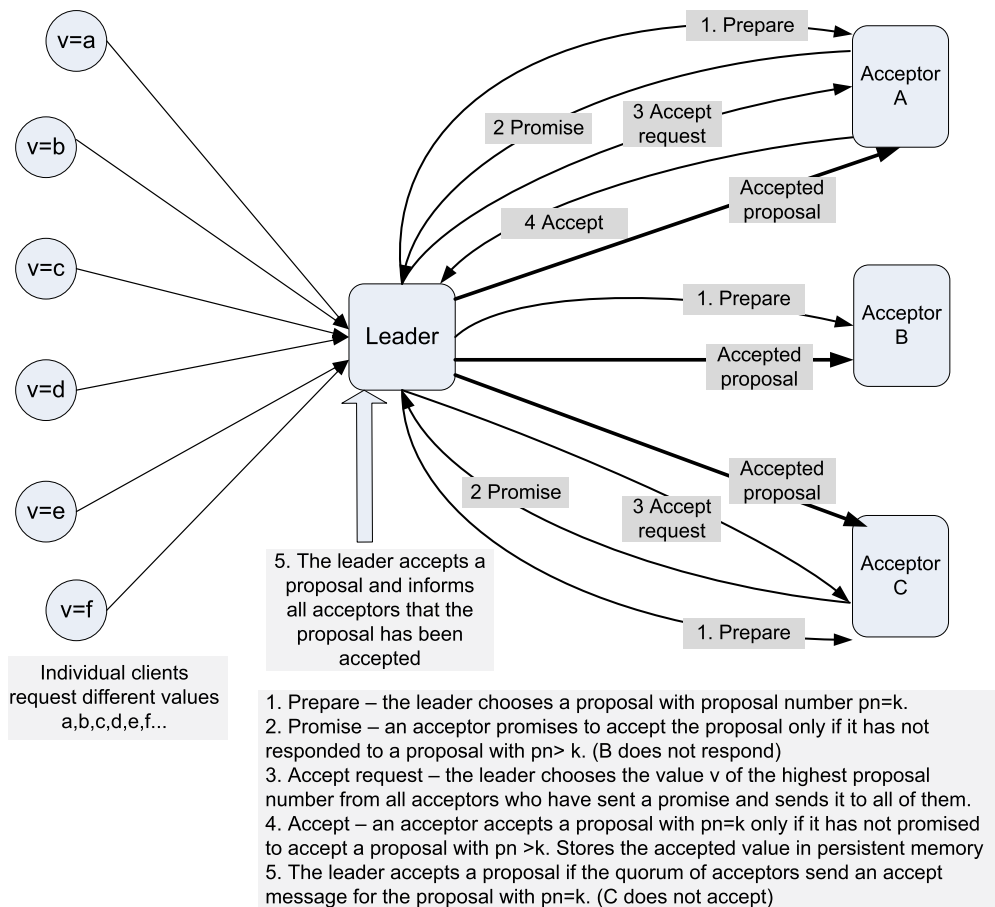 v=a
v=b
v=c
v=d
v=e
v=f
Individual clients
request different values
a,b,c,d,e,f...
Leader
1. Prepare
2 Promise
3 Accept
request
4 Accept
Accepted
proposal
Acceptor
A
1. Prepare
Accepted
proposal
Acceptor
B
Accepted
proposal
2 Promise
3 Accept
request
1. Prepare
Acceptor
C
5. The leader accepts a
proposal and informs
all acceptors that the
proposal has been
accepted
1. Prepare – the leader chooses a proposal with proposal number pn=k.
2. Promise – an acceptor promises to accept the proposal only if it has not
responded to a proposal with pn> k. (B does not respond)
3. Accept request – the leader chooses the value v of the highest proposal
number from all acceptors who have sent a promise and sends it to all of them.
4. Accept – an acceptor accepts a proposal with pn=k only if it has not promised
to accept a proposal with pn >k. Stores the accepted value in persistent memory
5. The leader accepts a proposal if the quorum of acceptors send an accept
message for the proposal with pn=k. (C does not accept)